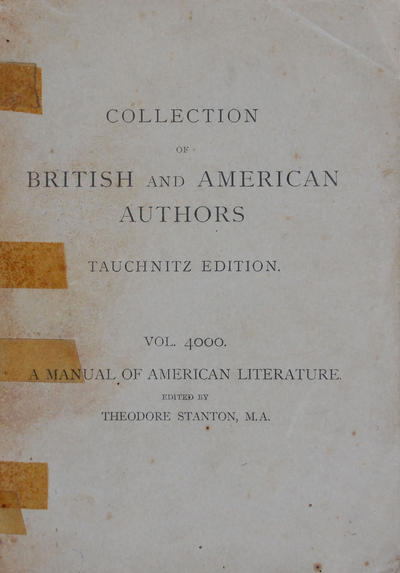 COLLECTION
OF
BRITISH AND AMERICAN
AUTHORS
TAUCHNITZ EDITION.
VOL. 4000.
A MANUAL OF AMERICAN LITERATURE.
EDITED BY
THEODORE STANTON, M.A.